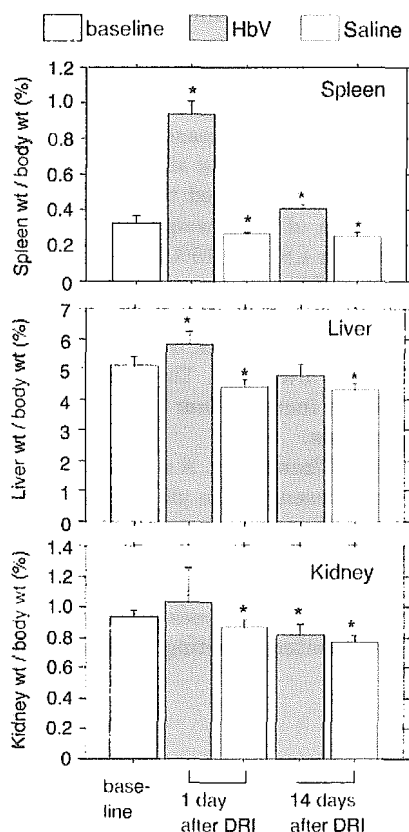 baseline HbV Saline
Spleen
Spleen wt / body wt (%)
1.2
1.0
0.8
0.6
0.4
0.2
0
* * * *
Liver
Liver wt / body wt (%)
7
6
5
4
3
2
1
0
* * *
Kidney
Kidney wt / body wt (%)
1.4
1.2
1.0
0.8
0.6
0.4
0.2
0
* * *
base-
line
1 day
after DRI
14 days
after DRI